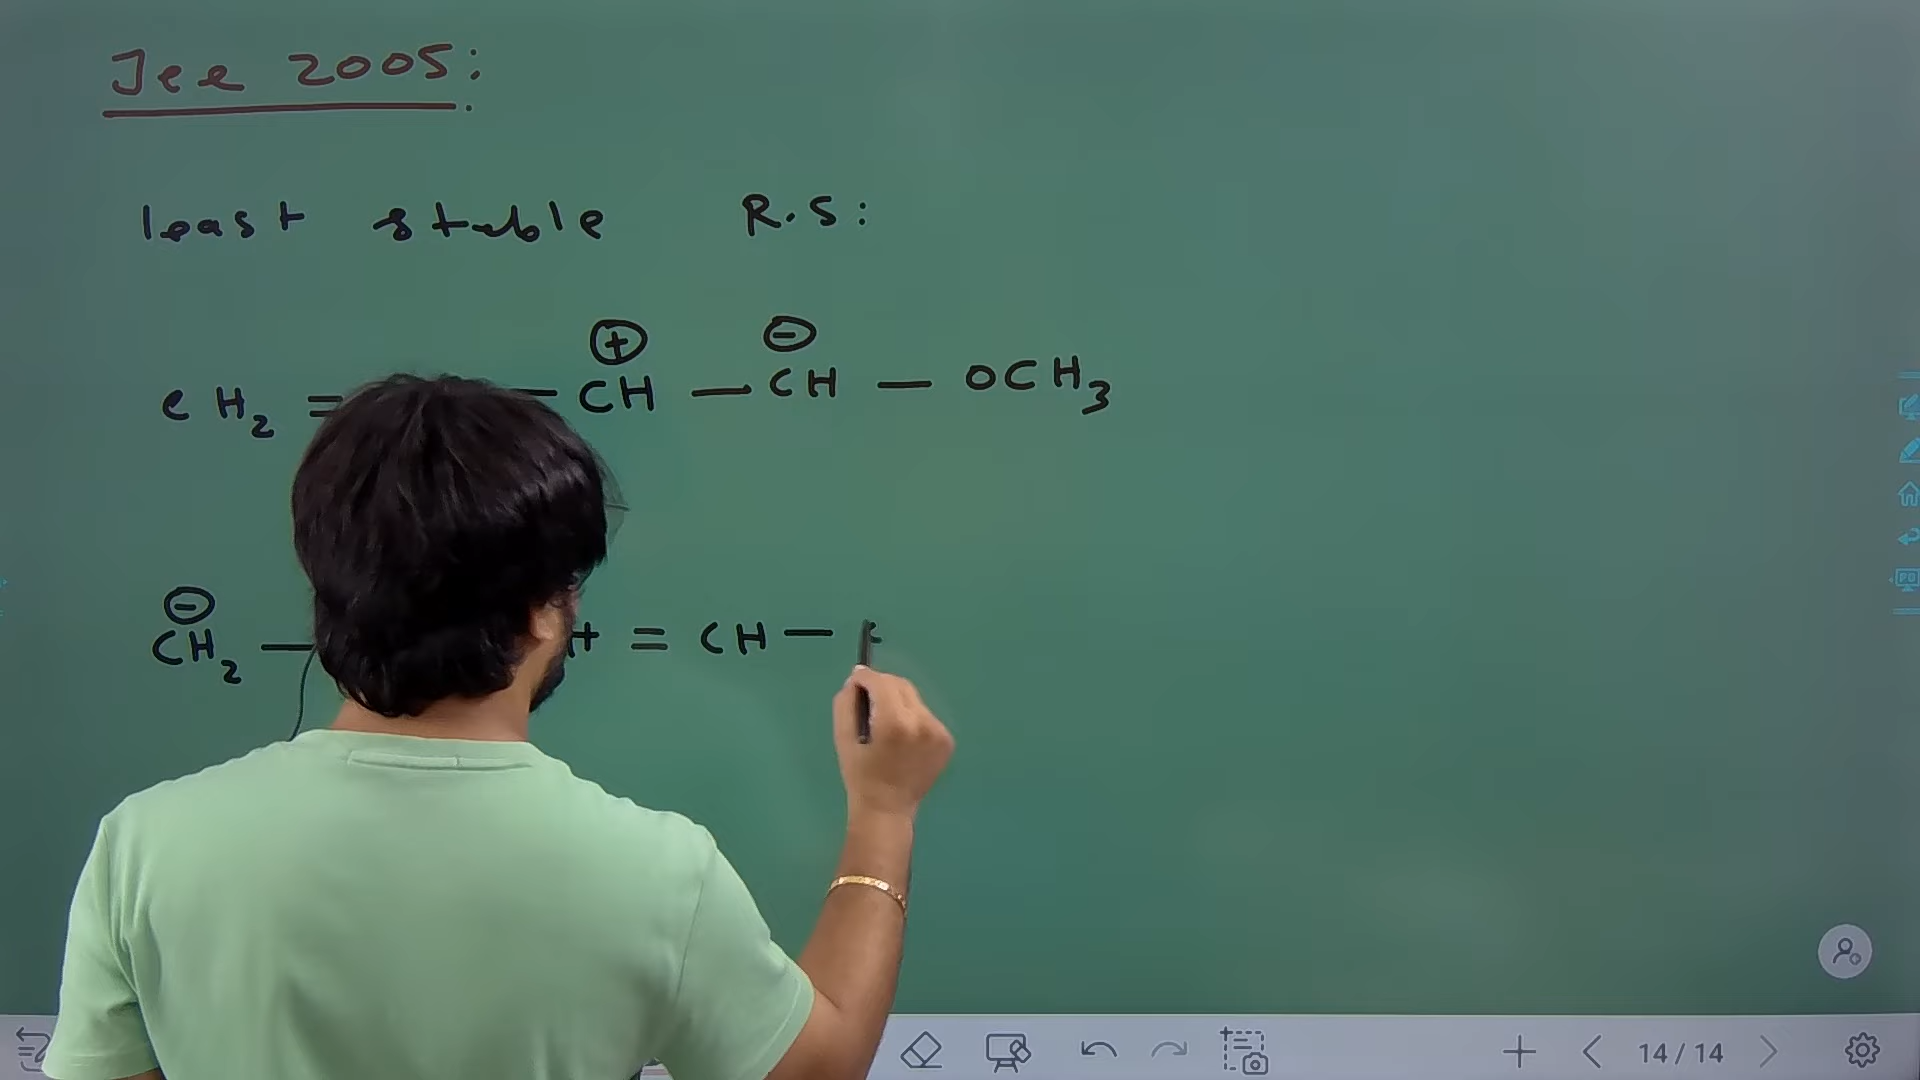 Jee 2005:
least stable R.S:
⊕ ⊖
CH₂ = — CH — CH — OCH₃
⊖
CH₂ — H = CH —
14/14